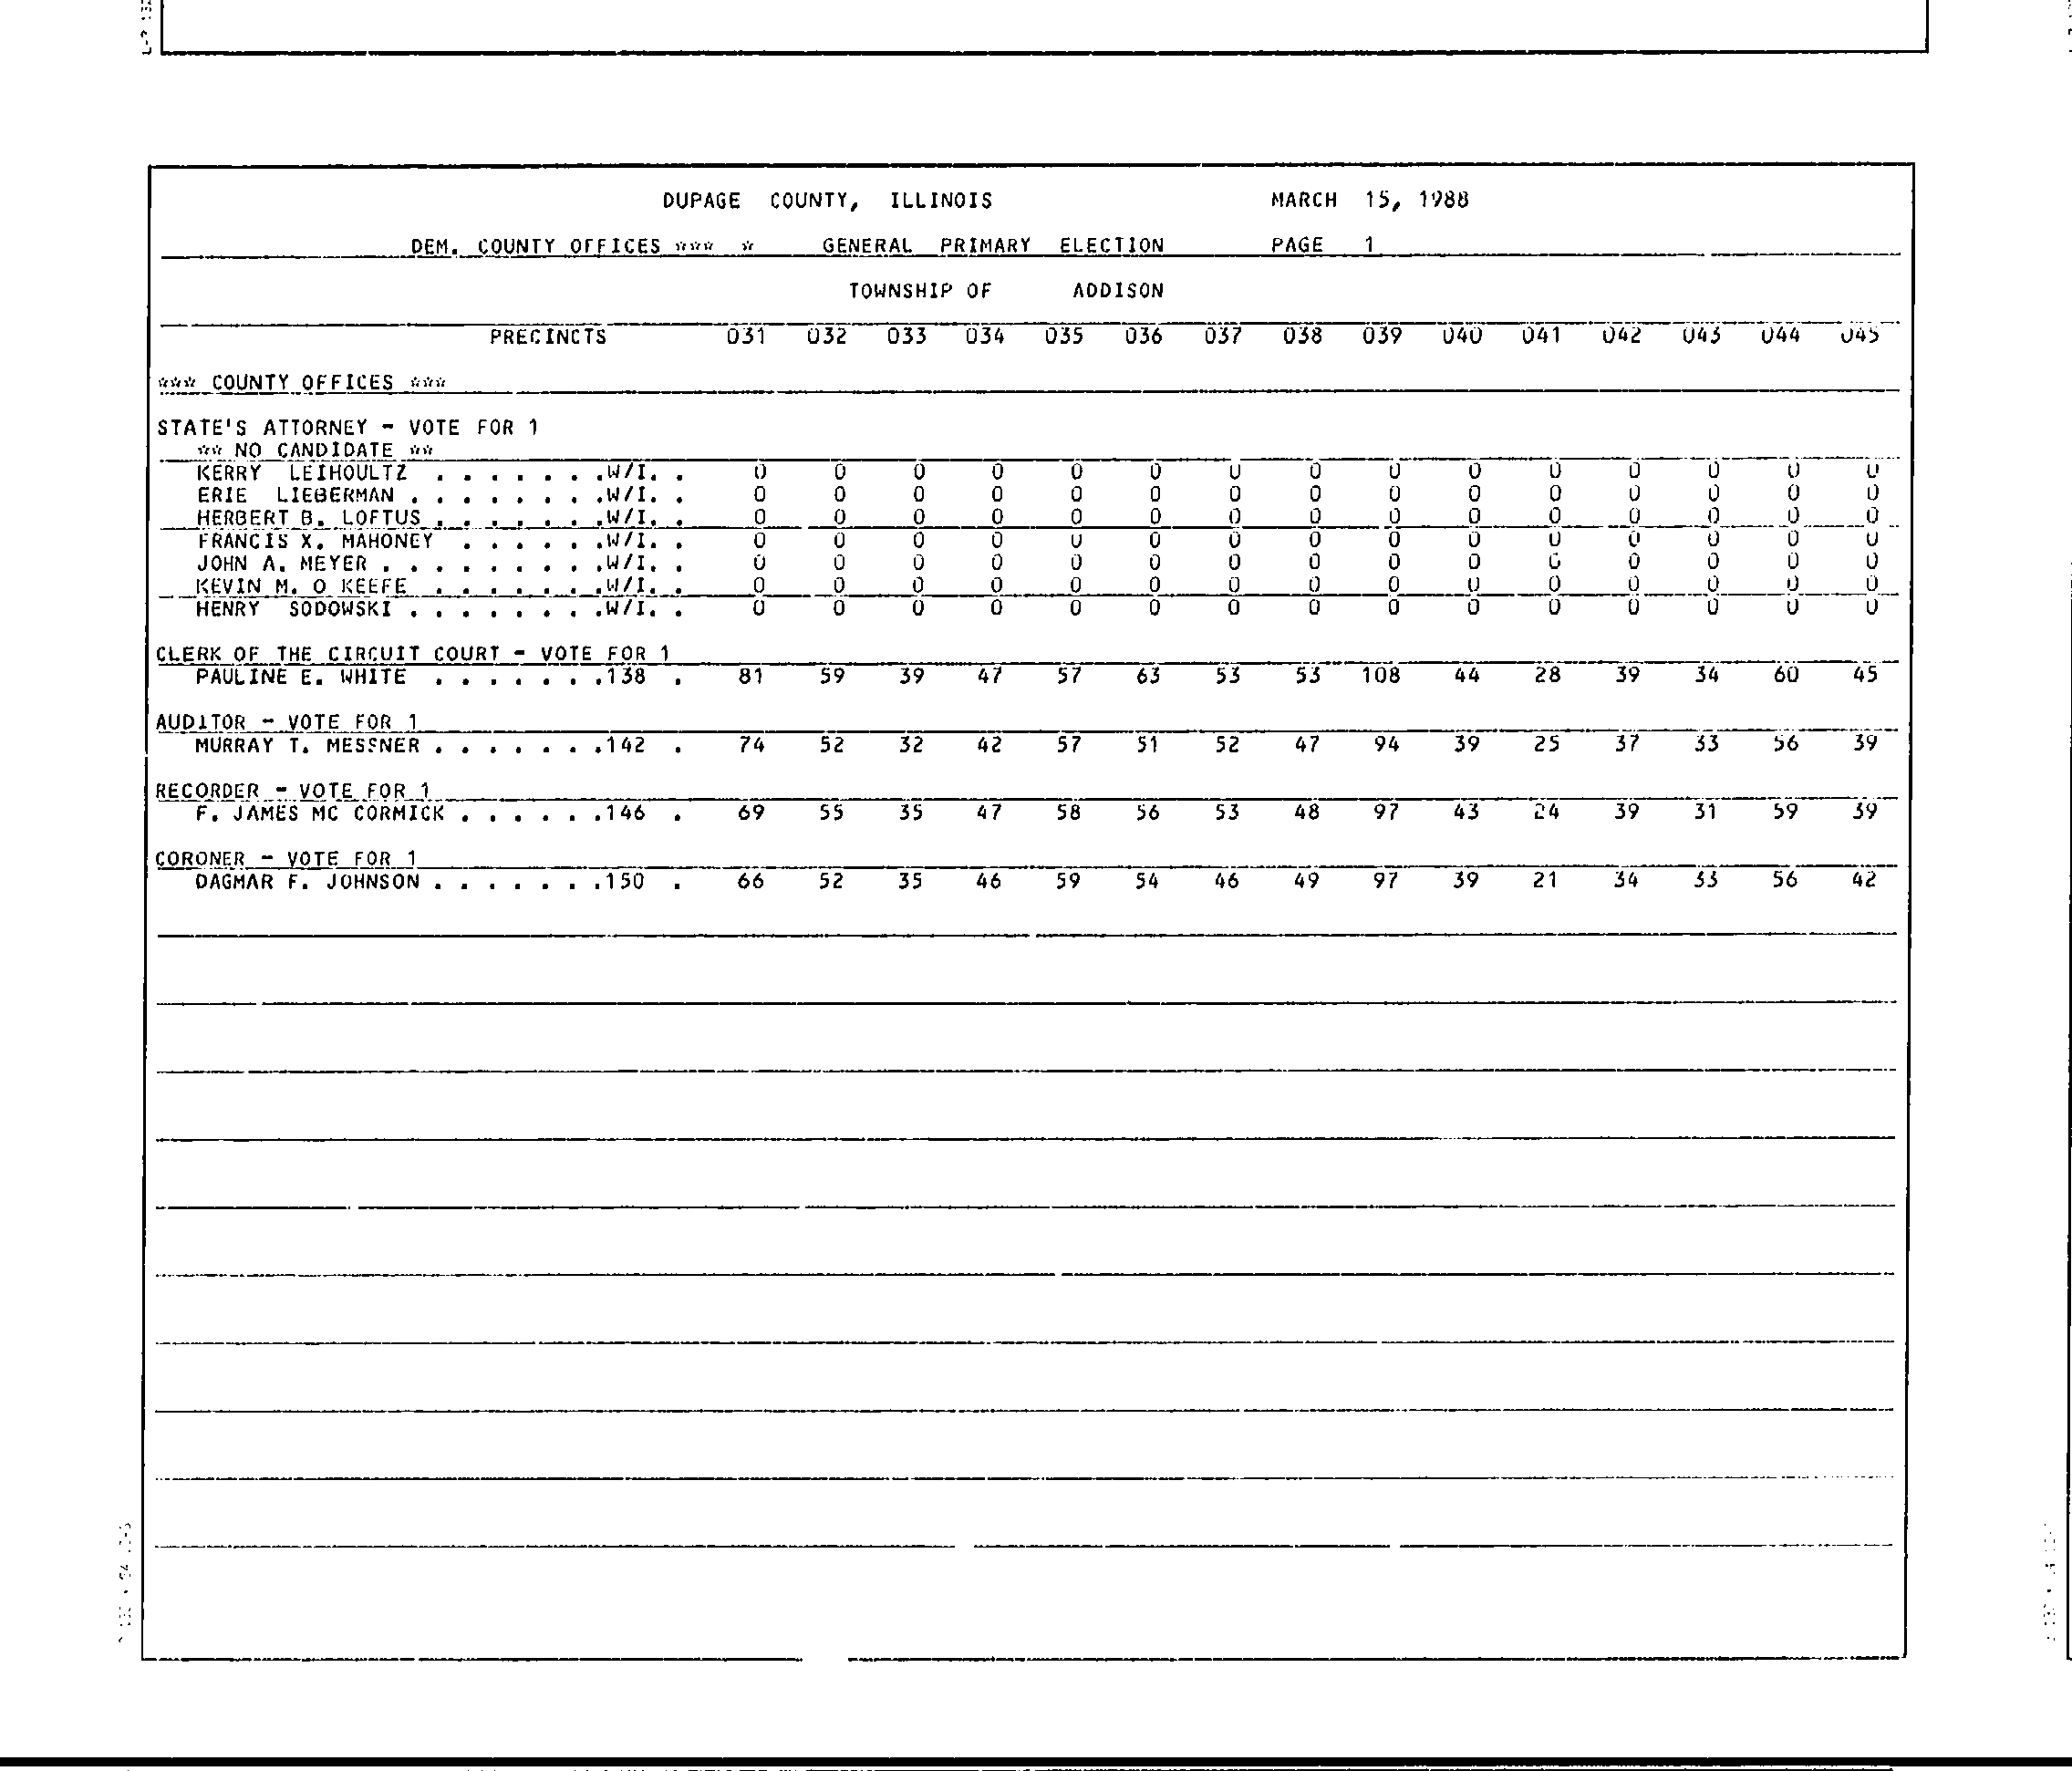 DUPAGE COUNTY, ILLINOIS MARCH 15, 1988
DEM. COUNTY OFFICES *** * GENERAL PRIMARY ELECTION PAGE 1
TOWNSHIP OF ADDISON
PRECINCTS 031 032 033 034 035 036 037 038 039 040 041 042 043 044 045
*** COUNTY OFFICES ***
STATE'S ATTORNEY - VOTE FOR 1
** NO CANDIDATE **
KERRY LEIHOULTZ . . . . . . .W/I. . 0 0 0 0 0 0 0 0 0 0 0 0 0 0 0
ERIE LIEBERMAN . . . . . . . .W/I. . 0 0 0 0 0 0 0 0 0 0 0 0 0 0 0
HERBERT B. LOFTUS . . . . . . .W/I. . 0 0 0 0 0 0 0 0 0 0 0 0 0 0 0
FRANCIS X. MAHONEY . . . . . .W/I. . 0 0 0 0 0 0 0 0 0 0 0 0 0 0 0
JOHN A. MEYER . . . . . . . . .W/I. . 0 0 0 0 0 0 0 0 0 0 0 0 0 0 0
KEVIN M. O KEEFE . . . . . . .W/I. . 0 0 0 0 0 0 0 0 0 0 0 0 0 0 0
HENRY SODOWSKI . . . . . . . .W/I. . 0 0 0 0 0 0 0 0 0 0 0 0 0 0 0
CLERK OF THE CIRCUIT COURT - VOTE FOR 1
PAULINE E. WHITE . . . . . . .138 . 81 59 39 47 57 63 53 53 108 44 28 39 34 60 45
AUDITOR - VOTE FOR 1
MURRAY T. MESSNER . . . . . . .142 . 74 52 32 42 57 51 52 47 94 39 25 37 33 56 39
RECORDER - VOTE FOR 1
F. JAMES MC CORMICK . . . . . .146 . 69 55 35 47 58 56 53 48 97 43 24 39 31 59 39
CORONER - VOTE FOR 1
DAGMAR F. JOHNSON . . . . . . .150 . 66 52 35 46 59 54 46 49 97 39 21 34 33 56 42